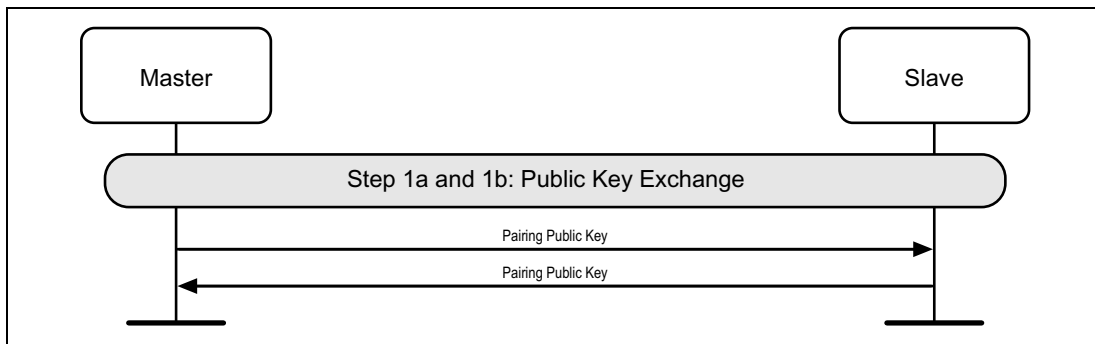 Master
Slave
Step 1a and 1b: Public Key Exchange
Pairing Public Key
Pairing Public Key